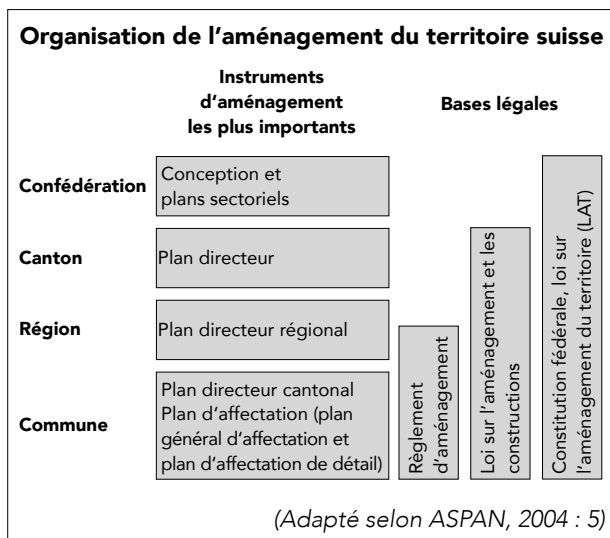 Organisation de l'aménagement du territoire suisse
Instruments
d'aménagement
les plus importants
Bases légales
Confédération
Conception et
plans sectoriels
Canton
Plan directeur
Région
Plan directeur régional
Commune
Plan directeur cantonal
Plan d'affectation (plan
général d'affectation et
plan d'affectation de détail)
Règlement
d'aménagement
Loi sur l'aménagement et les
constructions
Constitution fédérale, loi sur
l'aménagement du territoire (LAT)
(Adapté selon ASPAN, 2004 : 5)